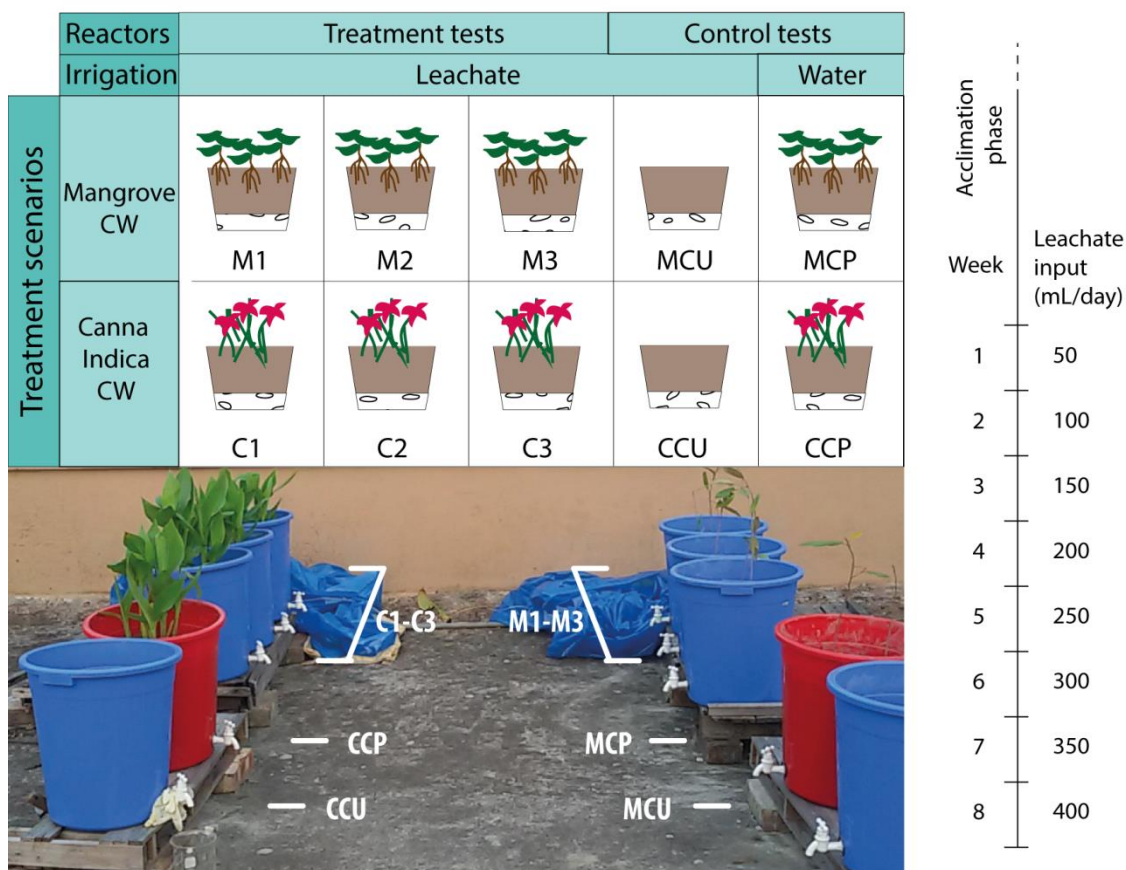 Reactors Treatment tests Control tests
Irrigation Leachate Water
Treatment scenarios
Mangrove
CW
M1 M2 M3 MCU MCP
Canna
Indica
CW
C1 C2 C3 CCU CCP
C1-C3 M1-M3
CCP MCP
CCU MCU
Acclimation
phase
Week
Leachate
input
(mL/day)
1 50
2 100
3 150
4 200
5 250
6 300
7 350
8 400